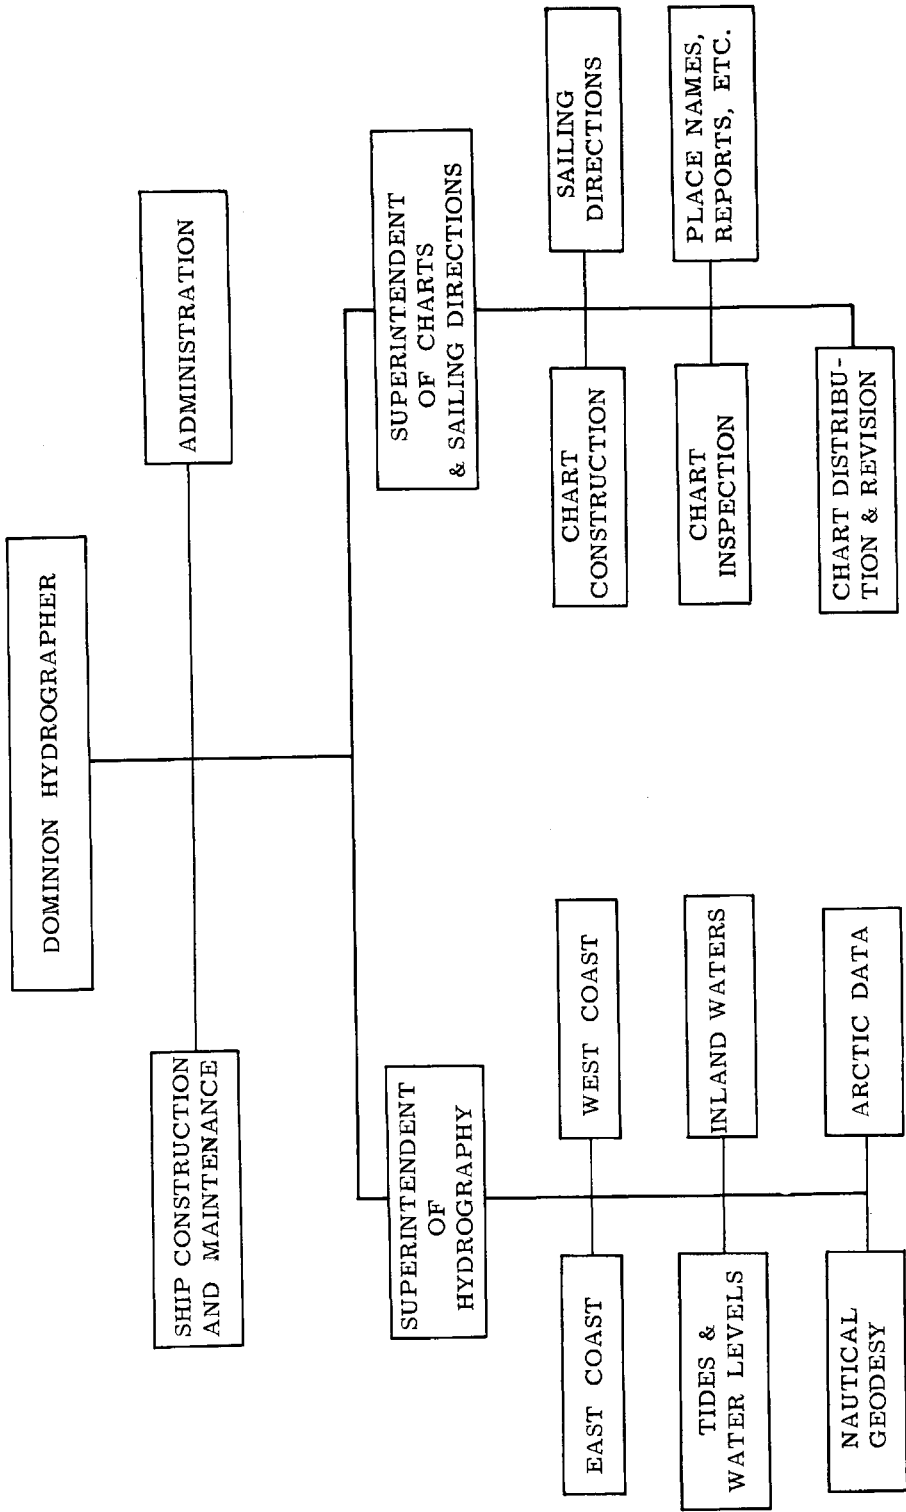 DOMINION HYDROGRAPHER
SHIP CONSTRUCTION
AND MAINTENANCE
ADMINISTRATION
SUPERINTENDENT
OF
HYDROGRAPHY
SUPERINTENDENT
OF CHARTS
& SAILING DIRECTIONS
EAST COAST
WEST COAST
CHART
CONSTRUCTION
SAILING
DIRECTIONS
TIDES &
WATER LEVELS
INLAND WATERS
CHART
INSPECTION
PLACE NAMES,
REPORTS, ETC.
NAUTICAL
GEODESY
ARCTIC DATA
CHART DISTRIBU-
TION & REVISION